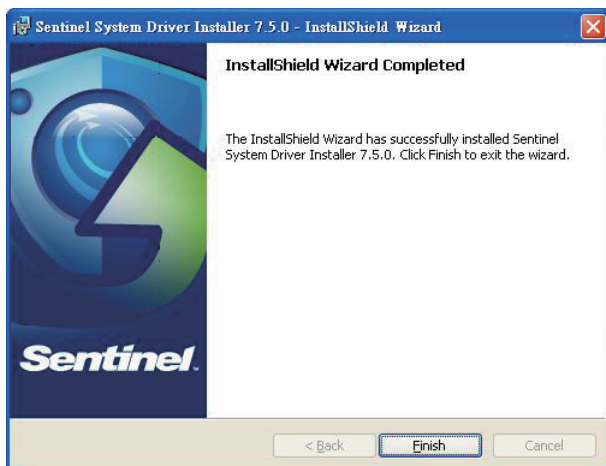 Sentinel System Driver Installer 7.5.0 - InstallShield Wizard
InstallShield Wizard Completed
The InstallShield Wizard has successfully installed Sentinel
System Driver Installer 7.5.0. Click Finish to exit the wizard.
Sentinel.
< Back Finish Cancel